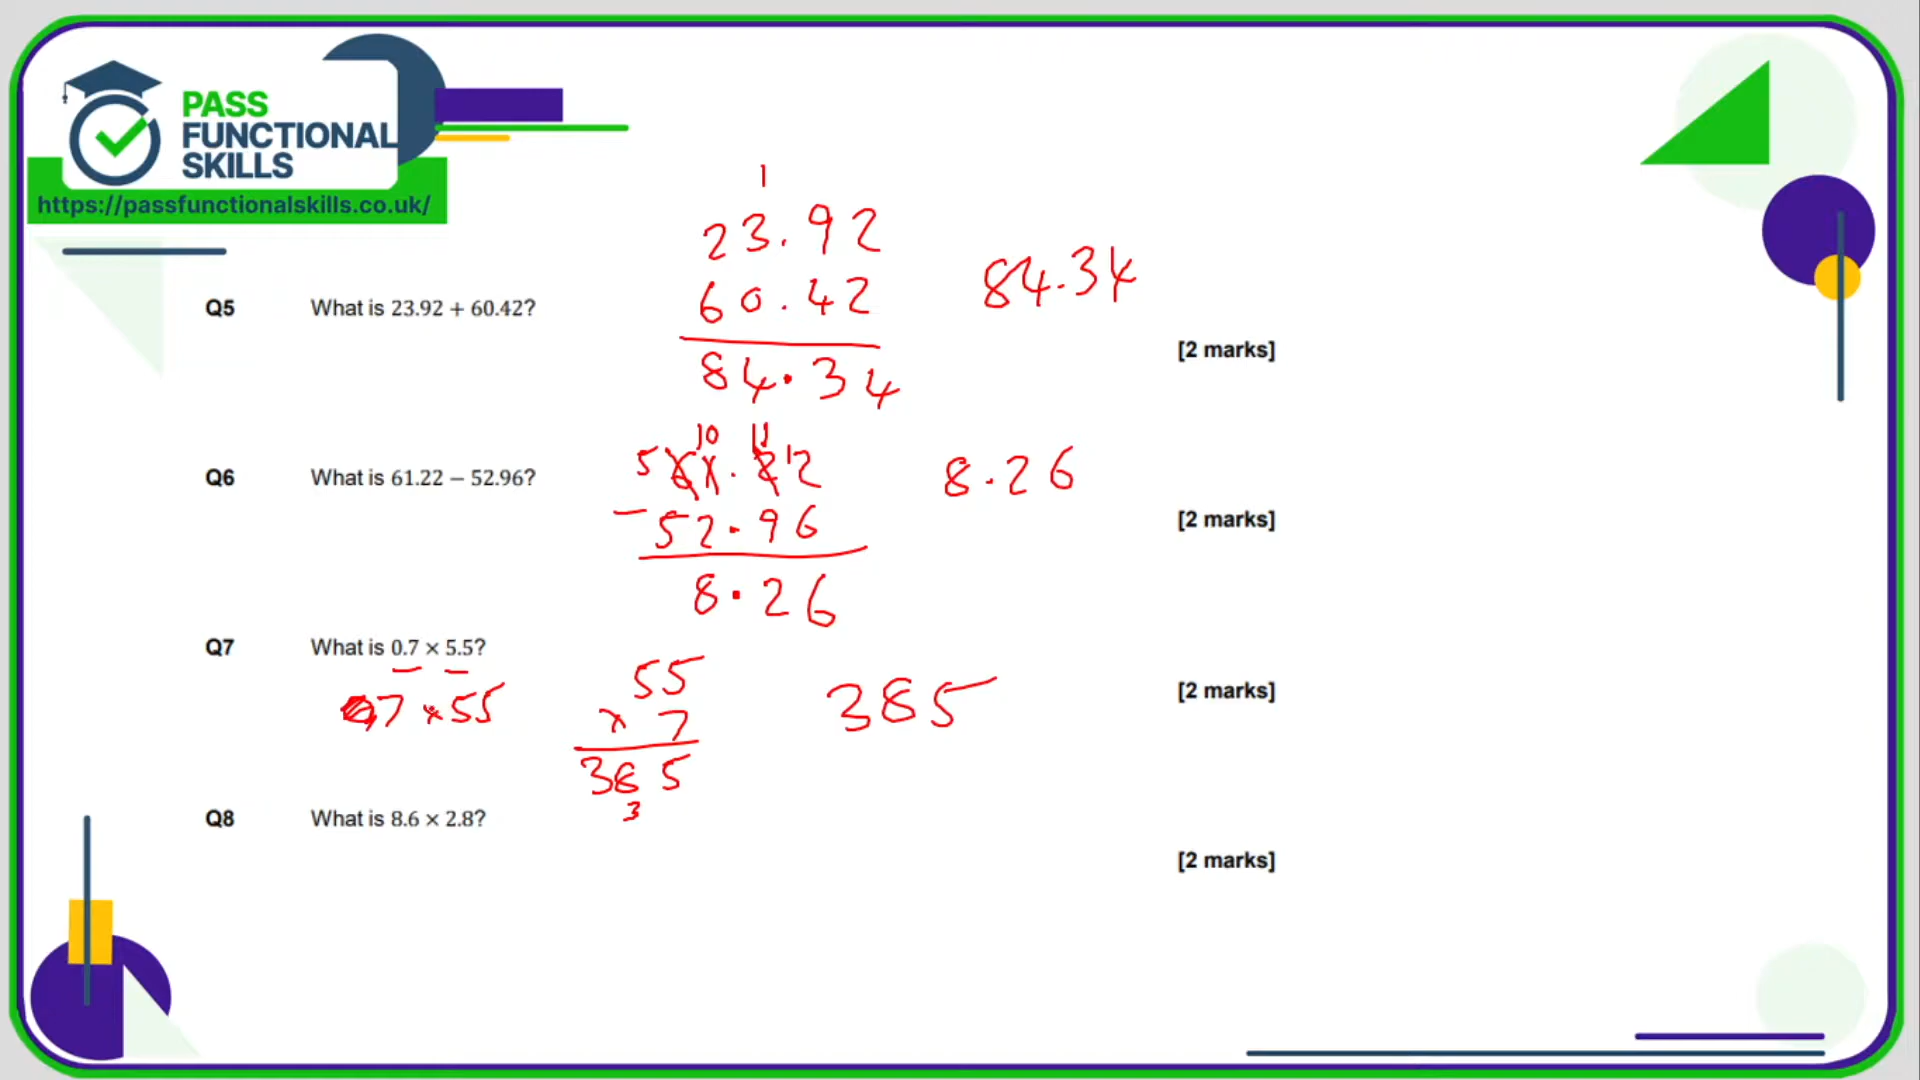 PASS
FUNCTIONAL
SKILLS
https://passfunctionalskills.co.uk/
1
23.92
60.42
84.34
84.34
Q5 What is 23.92 + 60.42?
[2 marks]
10 11
5 61.22 12
- 52.96
8.26
8.26
Q6 What is 61.22 − 52.96?
[2 marks]
Q7 What is 0.7 × 5.5?
7 × 55
55
× 7
385
3
385
[2 marks]
Q8 What is 8.6 × 2.8?
[2 marks]